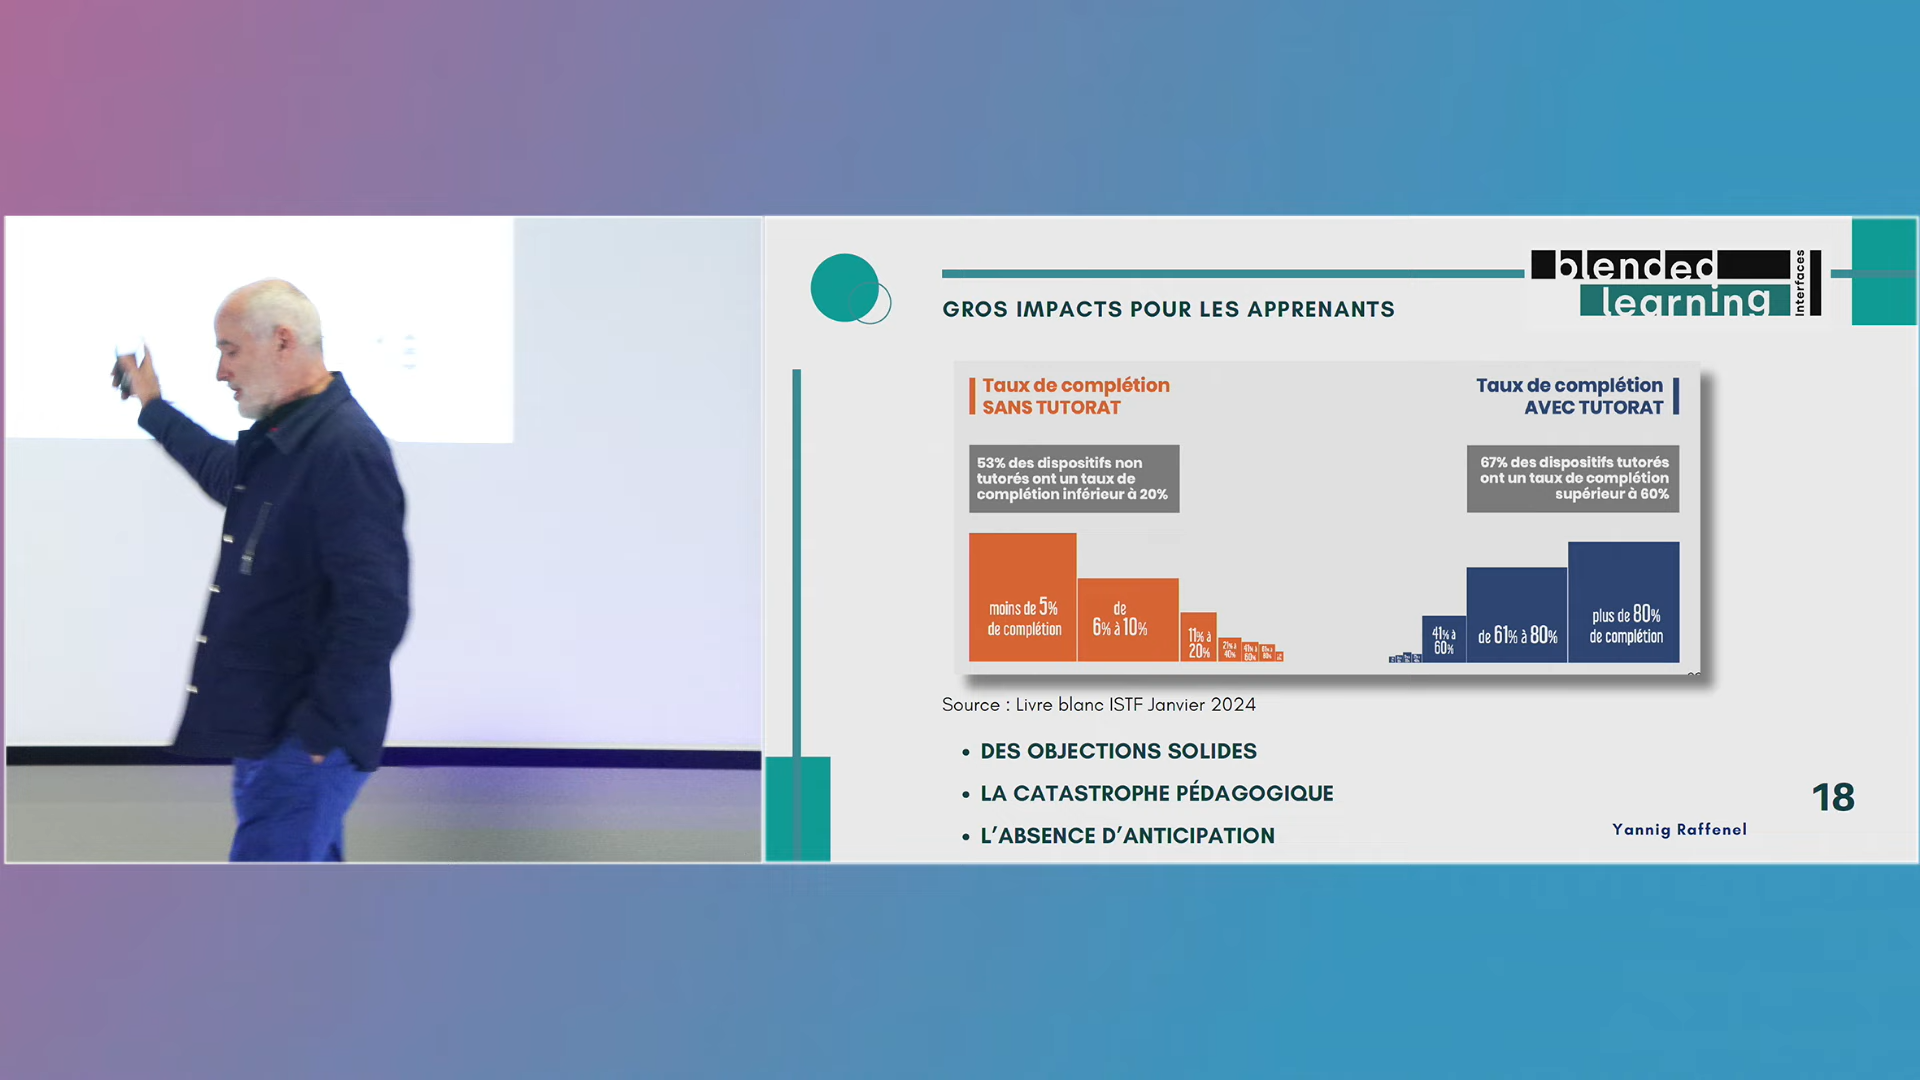 blended
learning
Interfaces
GROS IMPACTS POUR LES APPRENANTS
Taux de complétion
SANS TUTORAT
53% des dispositifs non
tutorés ont un taux de
complétion inférieur à 20%
moins de 5%
de complétion
de
6% à 10%
11% à
20%
21% à
40%
41% à
60%
61% à
80%
Taux de complétion
AVEC TUTORAT
67% des dispositifs tutorés
ont un taux de complétion
supérieur à 60%
41% à
60%
de 61% à 80%
plus de 80%
de complétion
Source : Livre blanc ISTF Janvier 2024
• DES OBJECTIONS SOLIDES
• LA CATASTROPHE PÉDAGOGIQUE
• L’ABSENCE D’ANTICIPATION
18
Yannig Raffenel